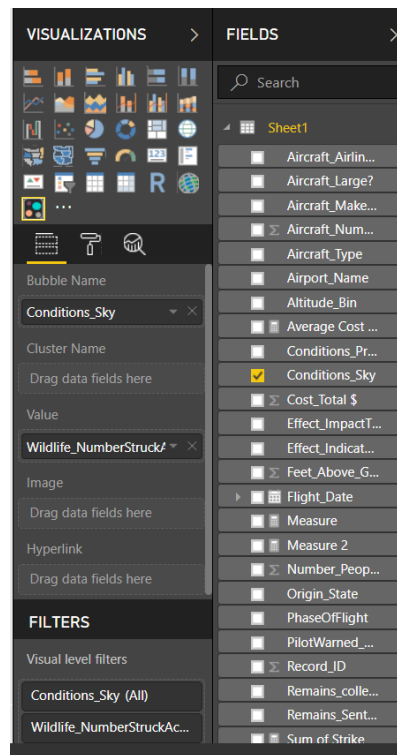 VISUALIZATIONS
123
R
Bubble Name
Conditions_Sky
Cluster Name
Drag data fields here
Value
Wildlife_NumberStruckA
Image
Drag data fields here
Hyperlink
Drag data fields here
FILTERS
Visual level filters
Conditions_Sky (All)
Wildlife_NumberStruckAc...
FIELDS
Search
Sheet1
Aircraft_Airlin...
Aircraft_Large?
Aircraft_Make...
Σ Aircraft_Num...
Aircraft_Type
Airport_Name
Altitude_Bin
Average Cost ...
Conditions_Pr...
Conditions_Sky
Σ Cost_Total $
Effect_ImpactT...
Effect_Indicat...
Σ Feet_Above_G...
Flight_Date
Measure
Measure 2
Σ Number_Peop...
Origin_State
PhaseOfFlight
PilotWarned_...
Σ Record_ID
Remains_colle...
Remains_Sent...
Sum of Strike